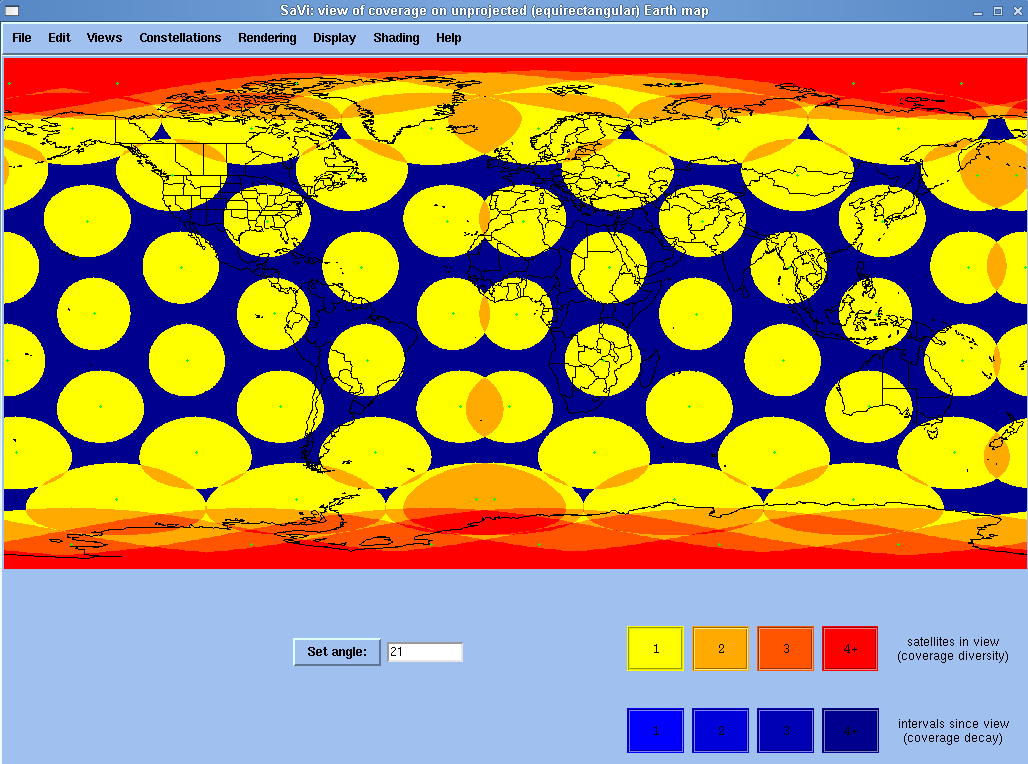 SaVi: view of coverage on unprojected (equirectangular) Earth map
File Edit Views Constellations Rendering Display Shading Help
Set angle: 21
1 2 3 4+
satellites in view
(coverage diversity)
1 2 3 4+
intervals since view
(coverage decay)